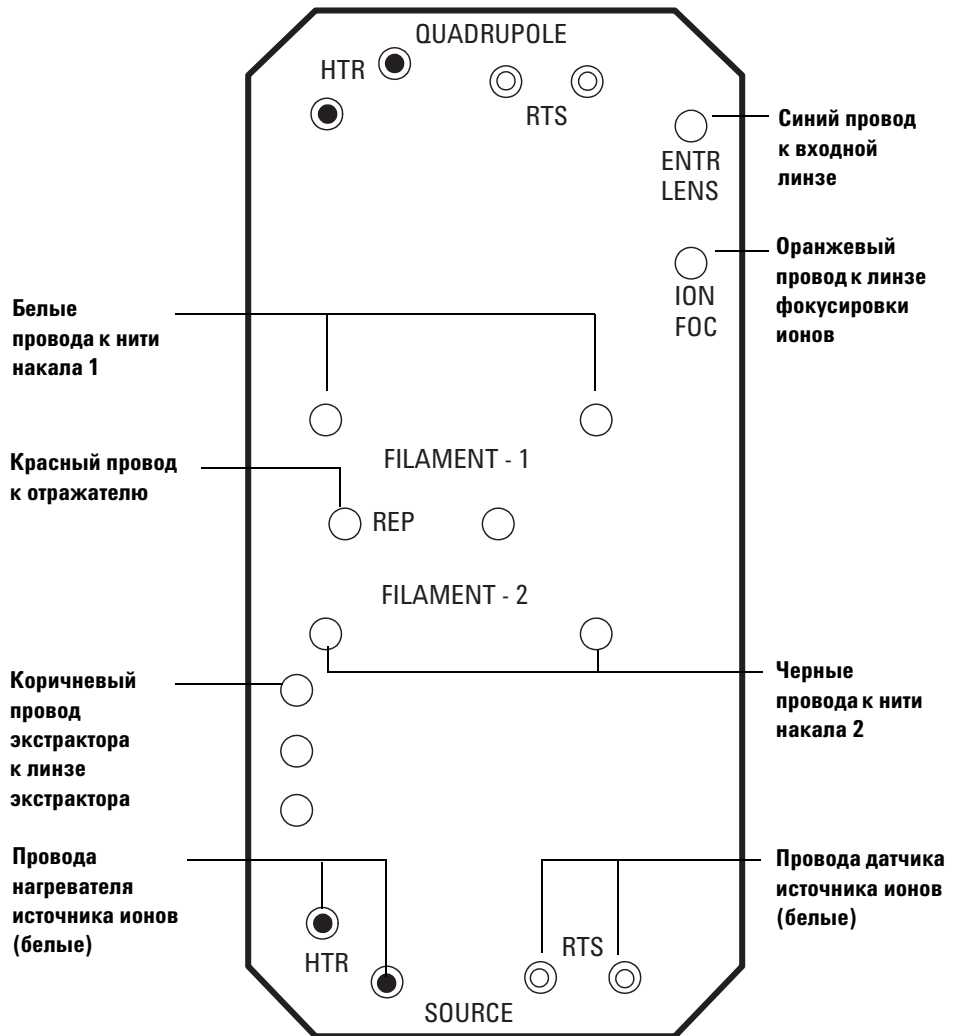 QUADRUPOLE
HTR
RTS
Синий провод
к входной
линзе
ENTR
LENS
Оранжевый
провод к линзе
фокусировки
ионов
ION
FOC
Белые
провода к нити
накала 1
FILAMENT - 1
Красный провод
к отражателю
REP
FILAMENT - 2
Коричневый
провод
экстрактора
к линзе
экстрактора
Черные
провода к нити
накала 2
Провода
нагревателя
источника ионов
(белые)
Провода датчика
источника ионов
(белые)
HTR
RTS
SOURCE